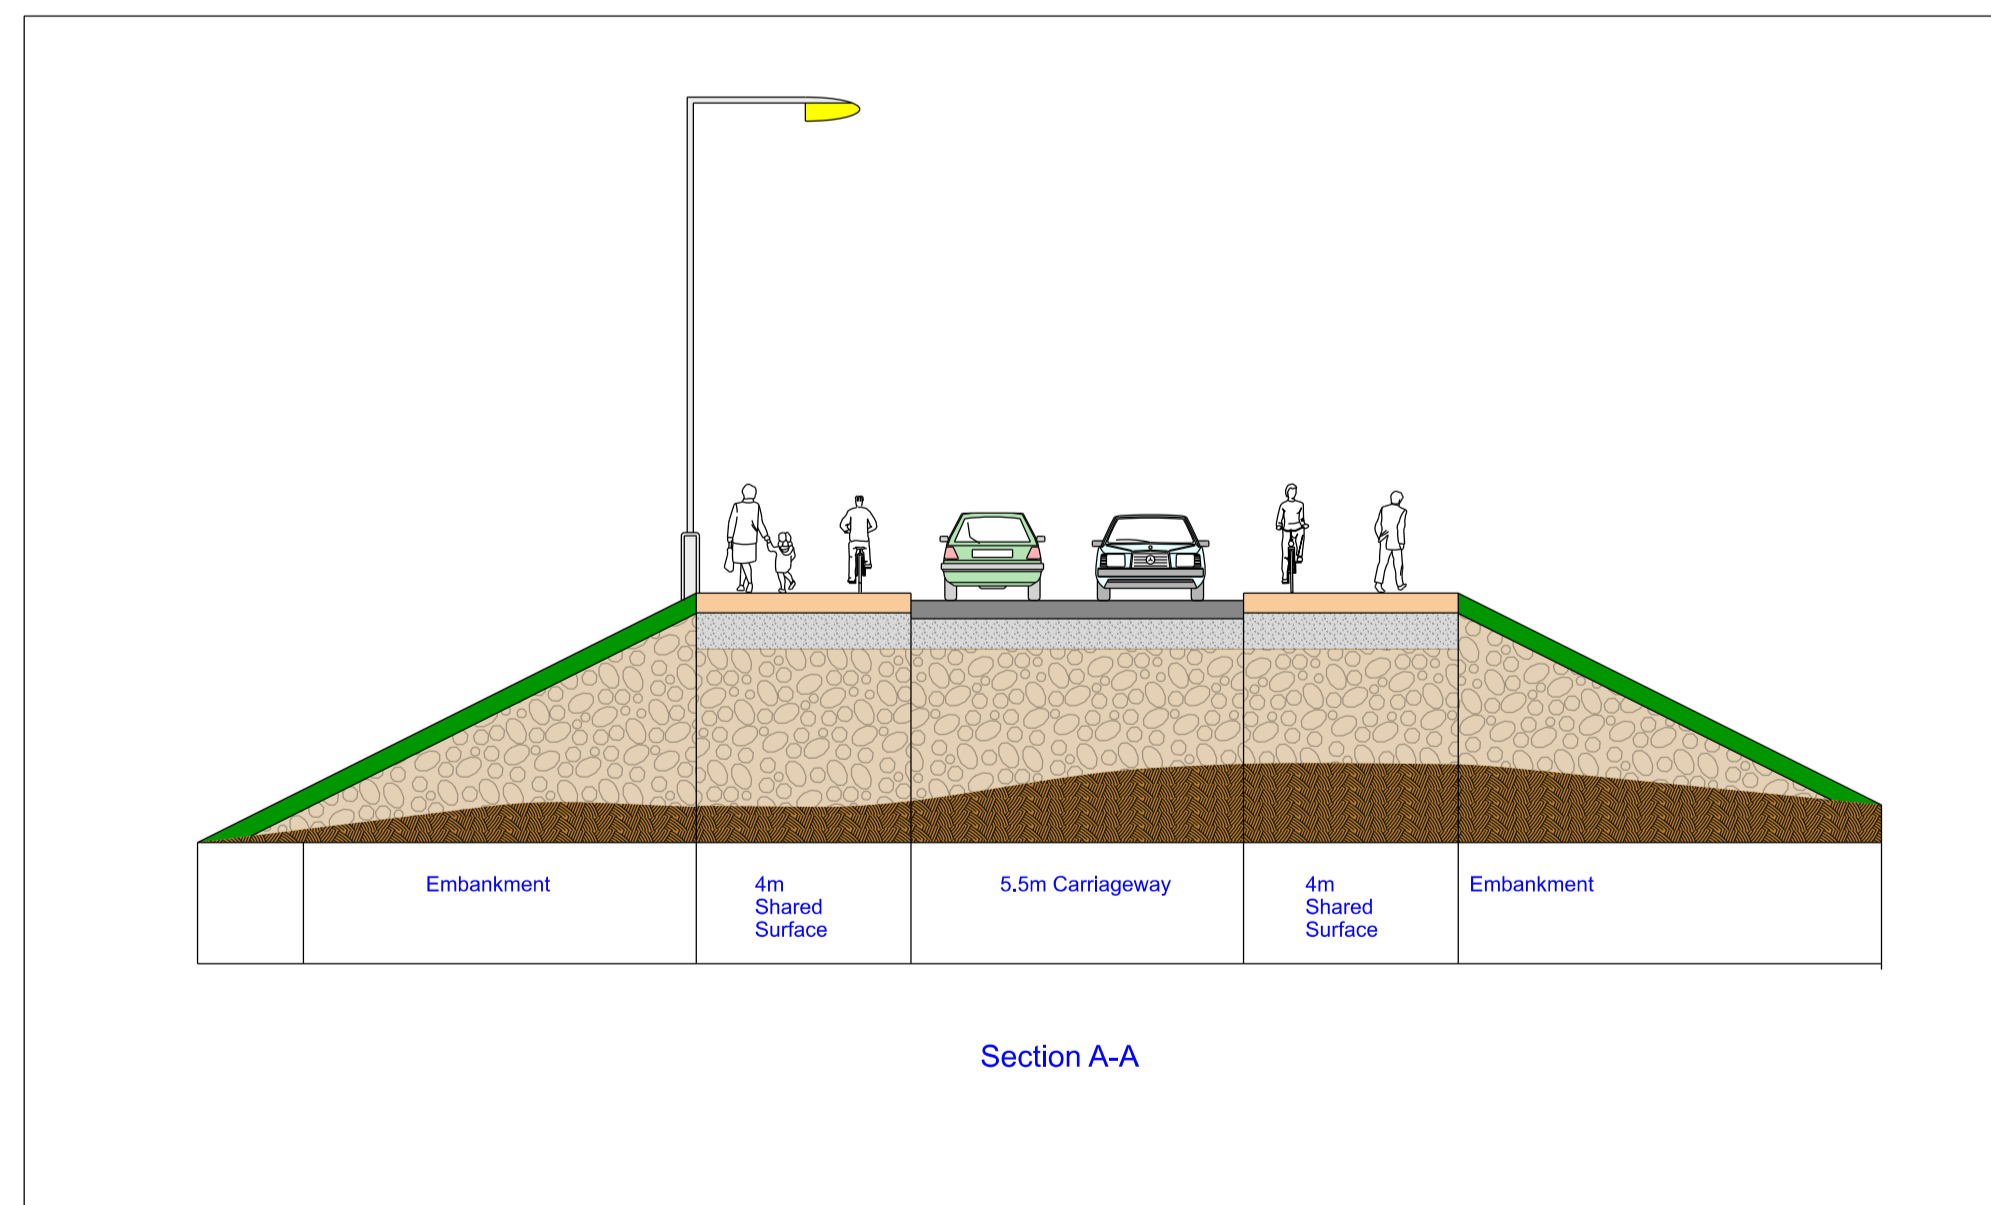 Embankment
4m
Shared
Surface
5.5m Carriageway
4m
Shared
Surface
Embankment
Section A-A